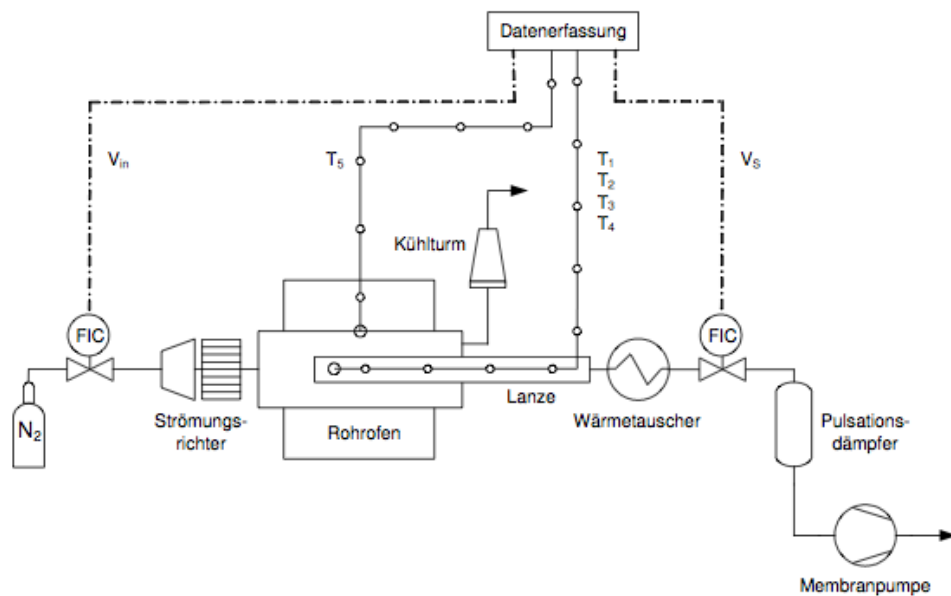 Datenerfassung
V_in
T_5
T_1
T_2
T_3
T_4
V_S
Kühlturm
FIC
FIC
N_2
Strömungs-
richter
Rohrofen
Lanze
Wärmetauscher
Pulsations-
dämpfer
Membranpumpe